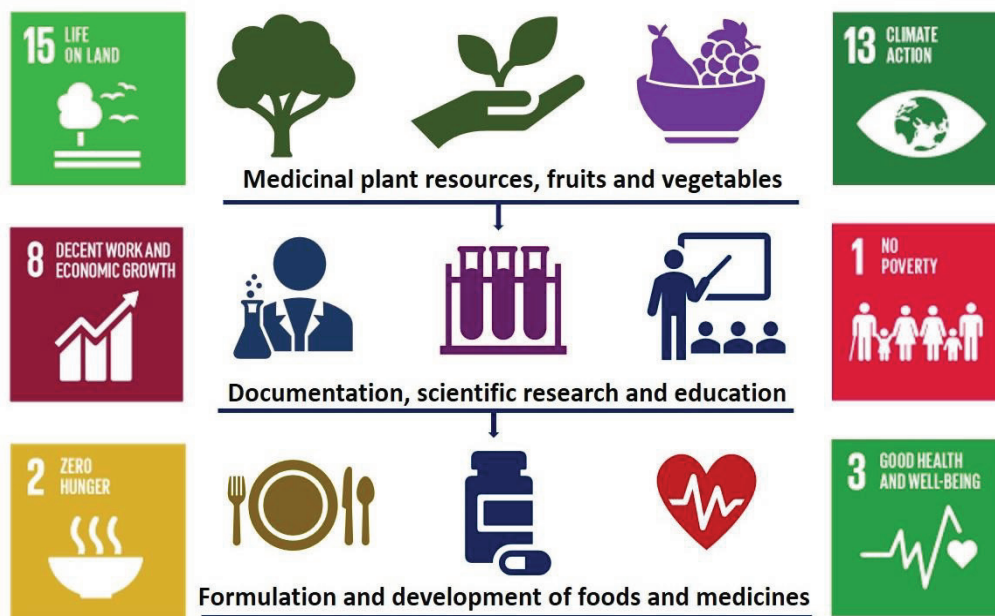 15 LIFE
ON LAND
13 CLIMATE
ACTION
Medicinal plant resources, fruits and vegetables
8 DECENT WORK AND
ECONOMIC GROWTH
1 NO
POVERTY
Documentation, scientific research and education
2 ZERO
HUNGER
3 GOOD HEALTH
AND WELL-BEING
Formulation and development of foods and medicines